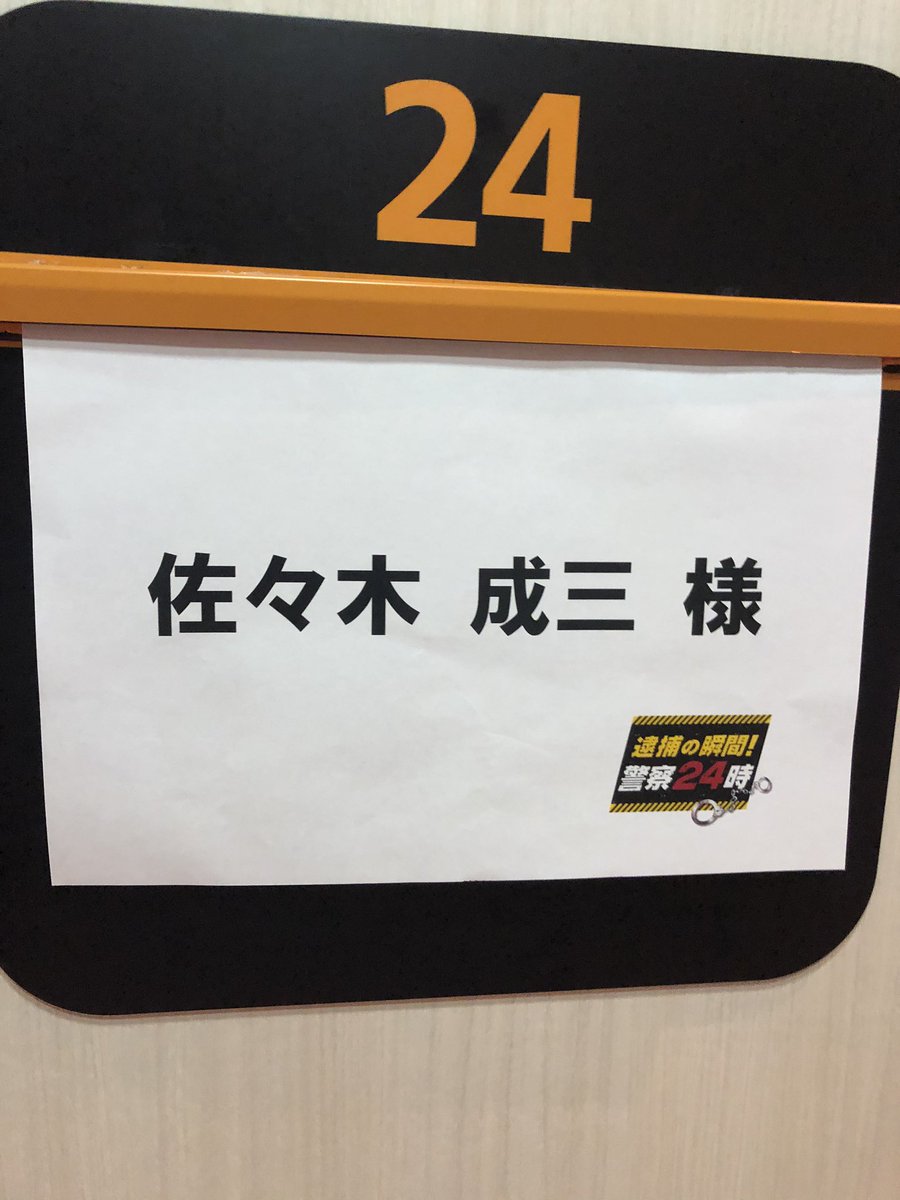 24
佐々木 成三 様
逮捕の瞬間!
警察24時